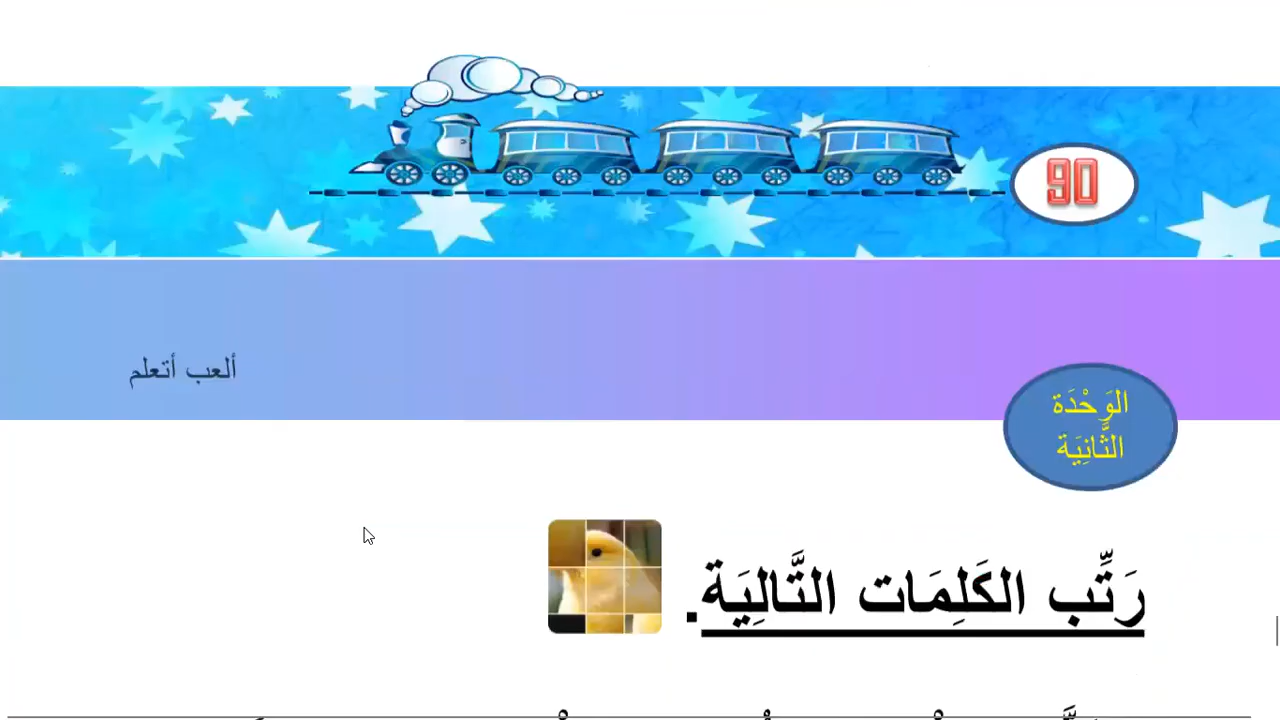 90
ألعب أتعلم
الوَحْدَة
الثَّانِيَة
رَتِّب الكَلِمَات التَّالِيَة.